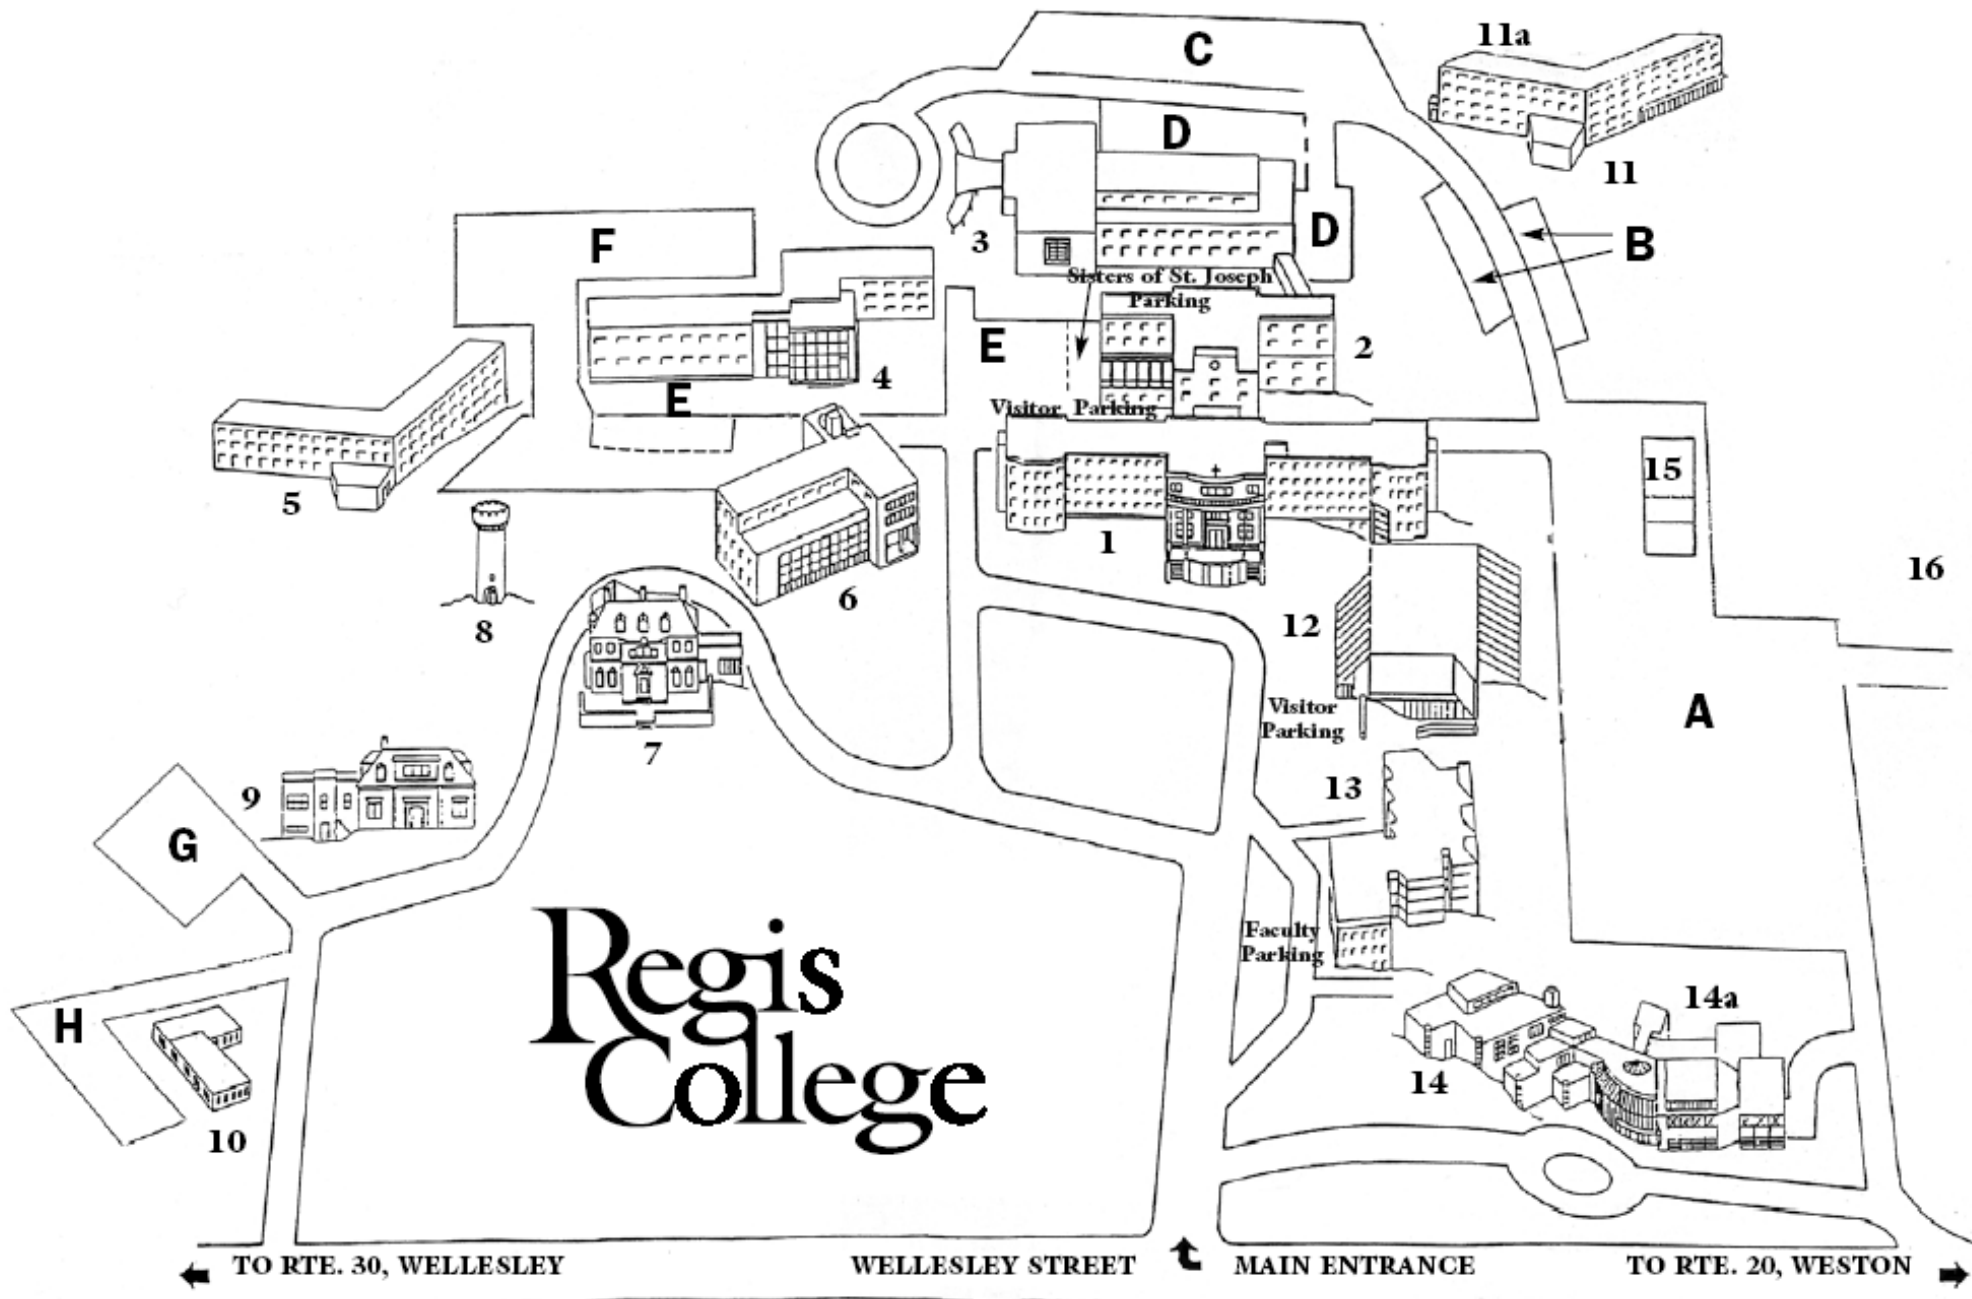 C
11a
D
11
F
3
D
B
Sisters of St. Joseph
Parking
E
2
4
E
Visitor Parking
5
15
1
16
6
12
8
A
Visitor
Parking
7
13
9
G
Regis
College
Faculty
Parking
14a
H
14
10
TO RTE. 30, WELLESLEY
WELLESLEY STREET
MAIN ENTRANCE
TO RTE. 20, WESTON